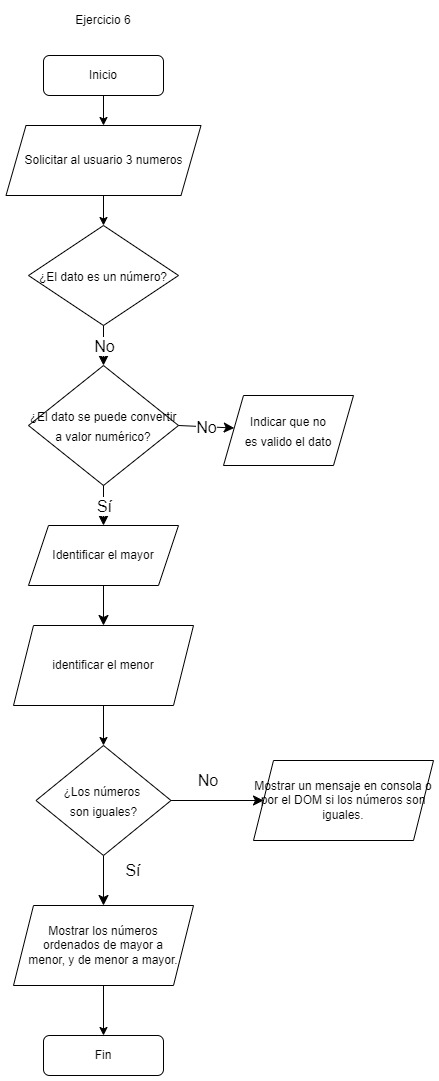 Ejercicio 6
Inicio
Solicitar al usuario 3 numeros
¿El dato es un número?
No
¿El dato se puede convertir
a valor numérico?
No
Indicar que no
es valido el dato
Sí
Identificar el mayor
identificar el menor
¿Los números
son iguales?
No
Mostrar un mensaje en consola o
por el DOM si los números son
iguales.
Sí
Mostrar los números
ordenados de mayor a
menor, y de menor a mayor.
Fin